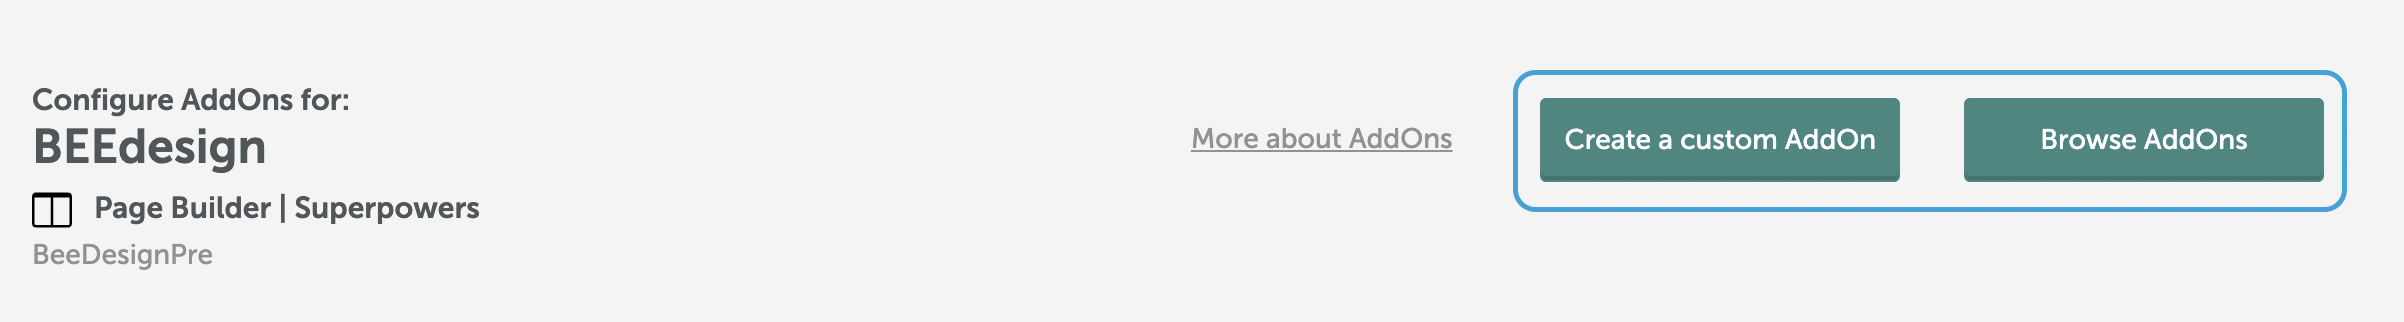 Configure AddOns for:
BEEdesign
Page Builder | Superpowers
BeeDesignPre
More about AddOns
Create a custom AddOn
Browse AddOns